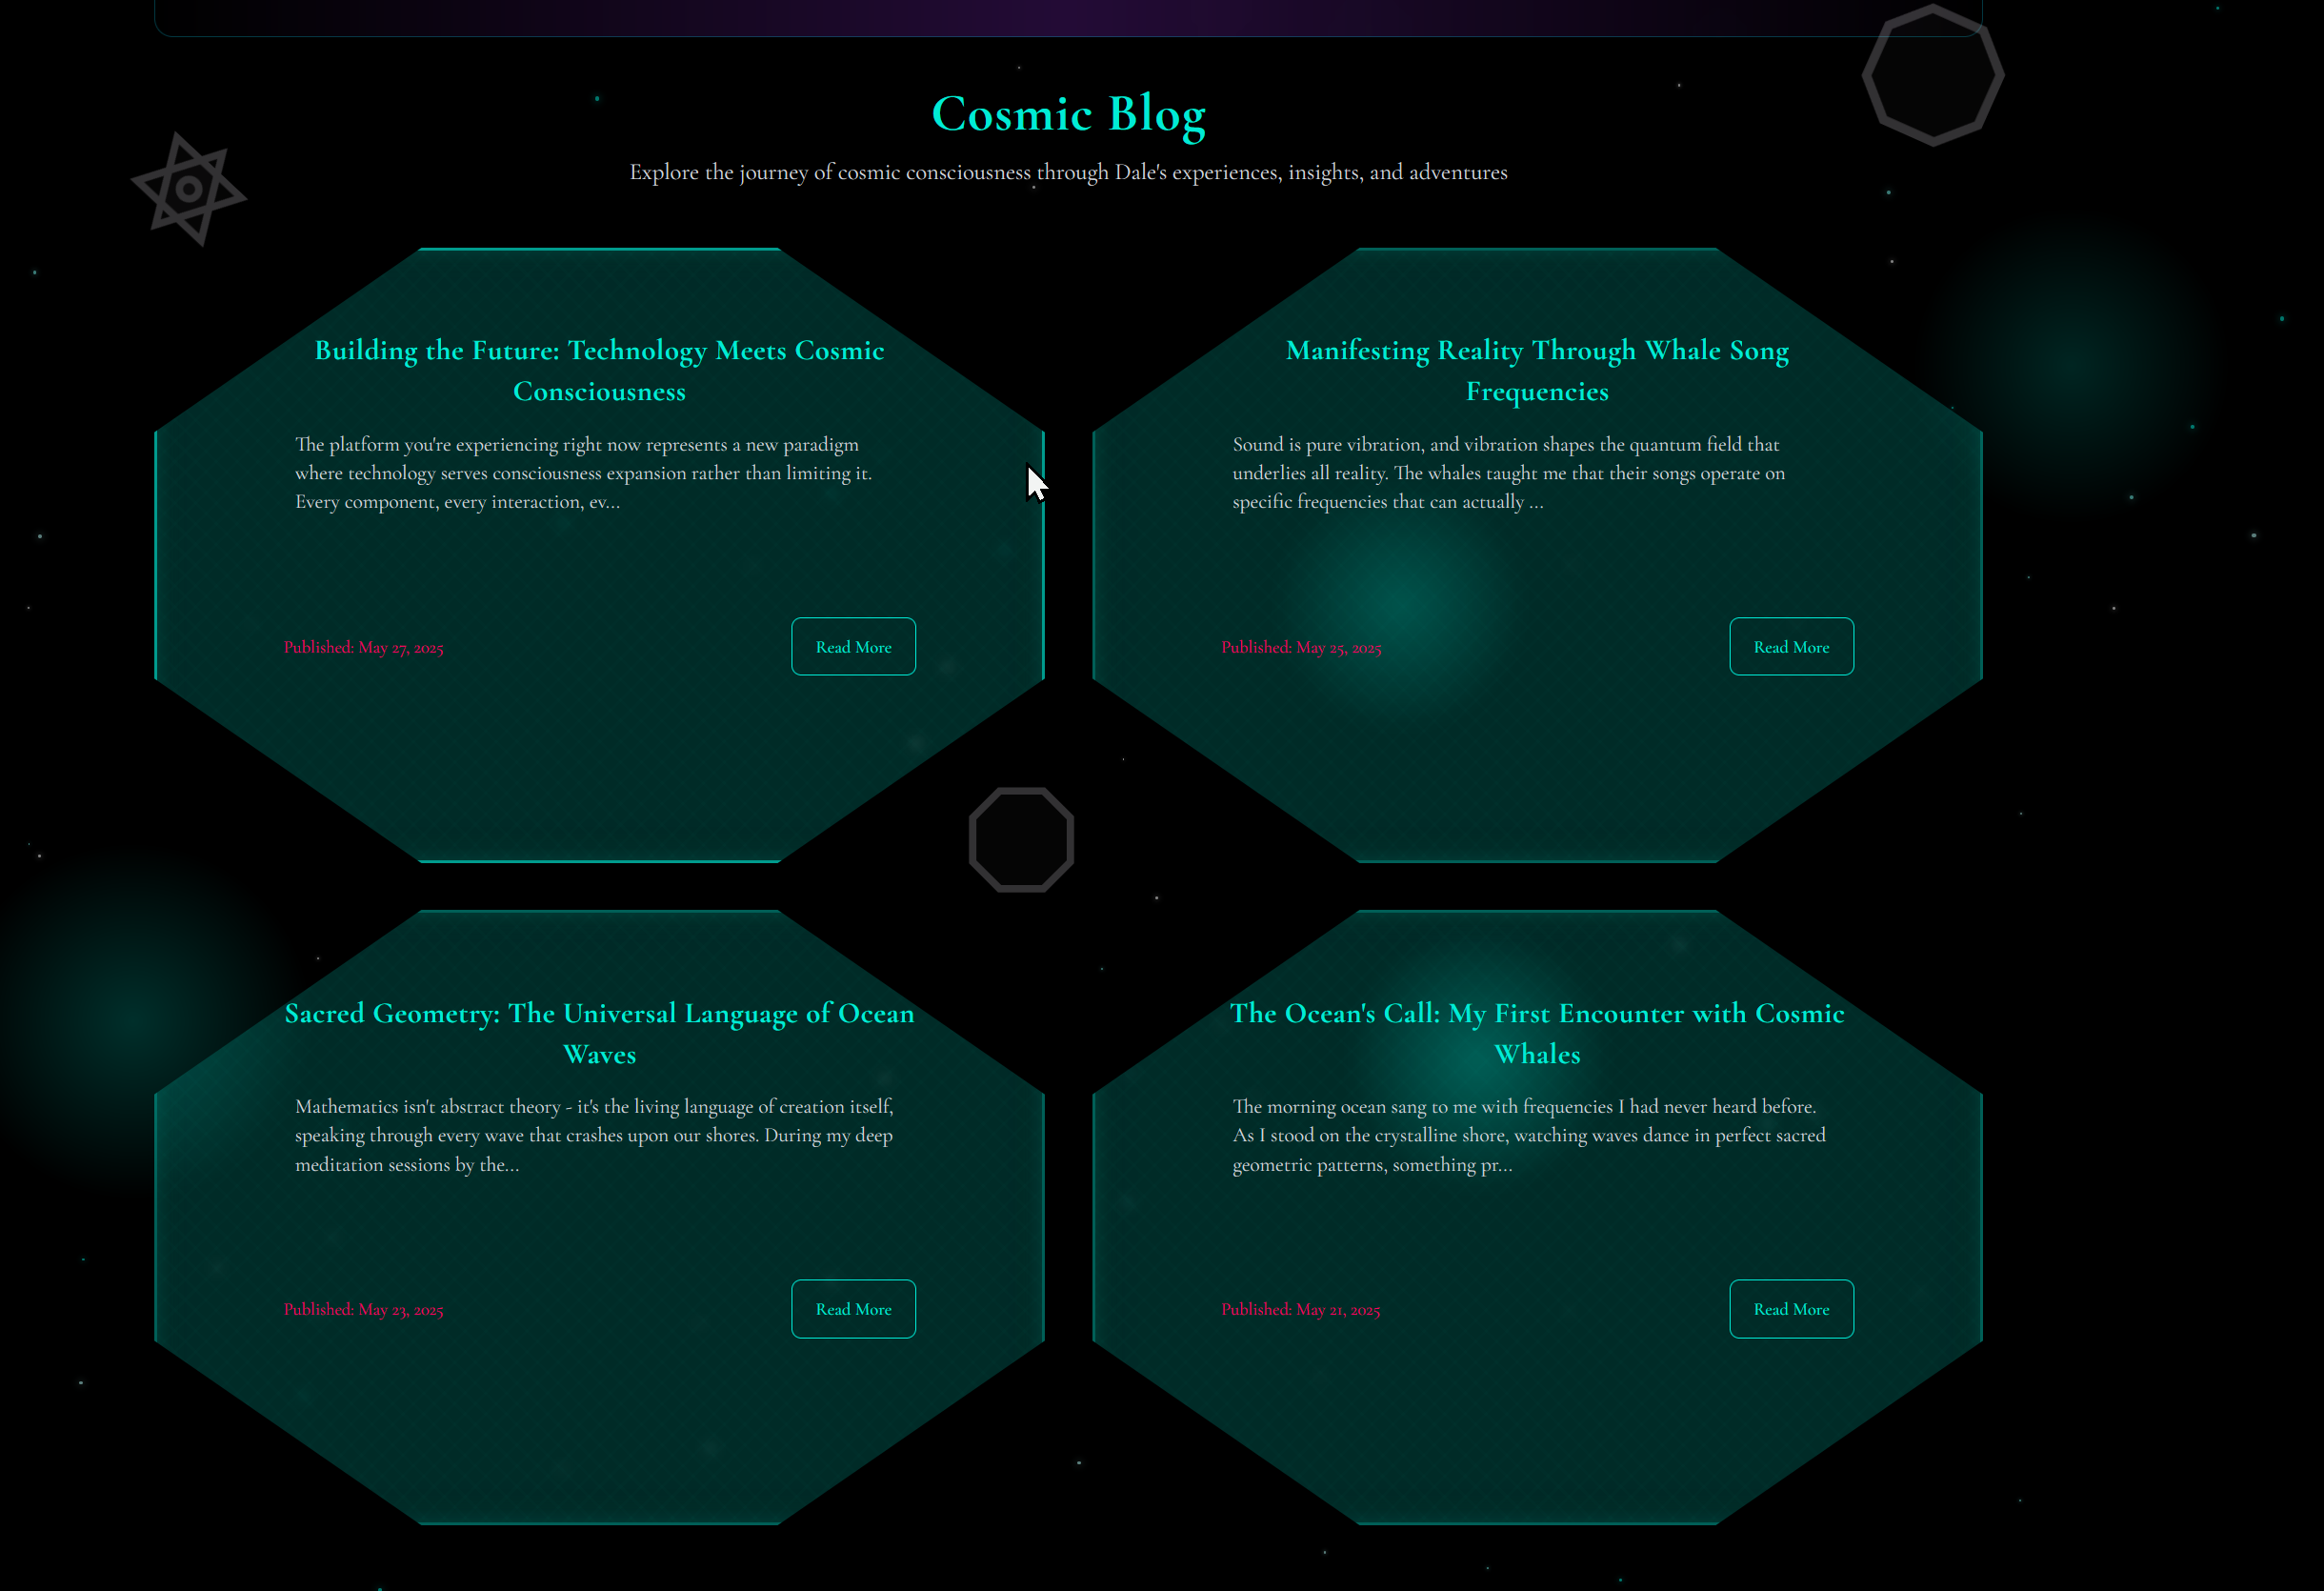 Cosmic Blog
Explore the journey of cosmic consciousness through Dale's experiences, insights, and adventures
Building the Future: Technology Meets Cosmic
Consciousness
The platform you're experiencing right now represents a new paradigm
where technology serves consciousness expansion rather than limiting it.
Every component, every interaction, ev...
Published: May 27, 2025
Read More
Manifesting Reality Through Whale Song
Frequencies
Sound is pure vibration, and vibration shapes the quantum field that
underlies all reality. The whales taught me that their songs operate on
specific frequencies that can actually ...
Published: May 25, 2025
Read More
Sacred Geometry: The Universal Language of Ocean
Waves
Mathematics isn't abstract theory - it's the living language of creation itself,
speaking through every wave that crashes upon our shores. During my deep
meditation sessions by the...
Published: May 23, 2025
Read More
The Ocean's Call: My First Encounter with Cosmic
Whales
The morning ocean sang to me with frequencies I had never heard before.
As I stood on the crystalline shore, watching waves dance in perfect sacred
geometric patterns, something pr...
Published: May 21, 2025
Read More